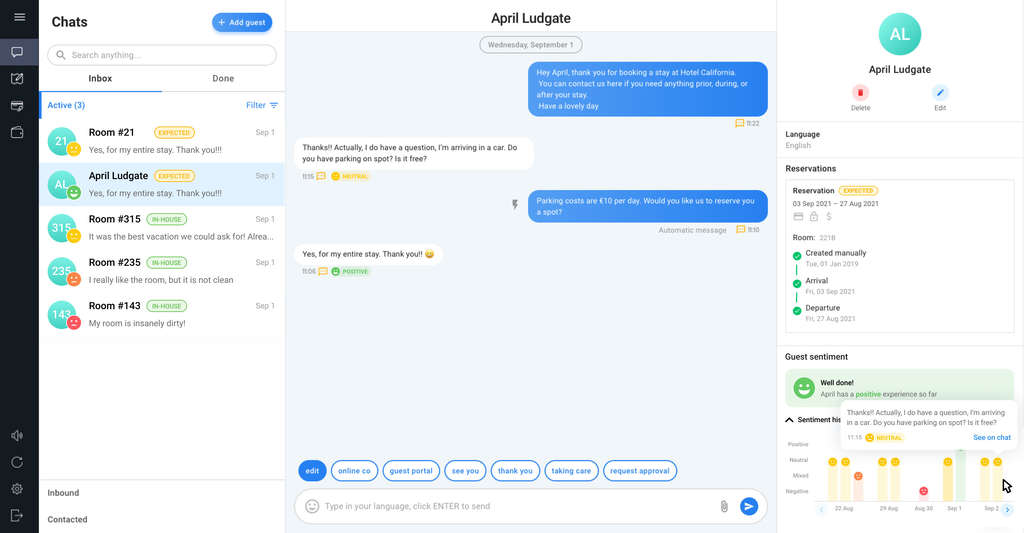 Chats
+ Add guest
Search anything...
Inbox
Done
Active (3)
Filter
21
Room #21
EXPECTED
Sep 1
Yes, for my entire stay. Thank you!!!
AL
April Ludgate
EXPECTED
Sep 1
Yes, for my entire stay. Thank you!!!
315
Room #315
IN-HOUSE
Sep 1
It was the best vacation we could ask for! Alrea...
235
Room #235
IN-HOUSE
Sep 1
I really like the room, but it is not clean
143
Room #143
IN-HOUSE
Sep 1
My room is insanely dirty!
Inbound
Contacted
April Ludgate
Wednesday, September 1
Hey April, thank you for booking a stay at Hotel California.
You can contact us here if you need anything prior, during, or
after your stay.
Have a lovely day
11:22
Thanks!! Actually, I do have a question, I'm arriving in a car. Do
you have parking on spot? Is it free?
11:15
NEUTRAL
Parking costs are €10 per day. Would you like us to reserve you
a spot?
Automatic message
11:10
Yes, for my entire stay. Thank you!!
11:06
POSITIVE
edit
online co
guest portal
see you
thank you
taking care
request approval
Type in your language, click ENTER to send
AL
April Ludgate
Delete
Edit
Language
English
Reservations
Reservation
EXPECTED
03 Sep 2021 – 27 Aug 2021
$
Room: 221B
Created manually
Tue, 01 Jan 2019
Arrival
Fri, 03 Sep 2021
Departure
Fri, 27 Aug 2021
Guest sentiment
Well done!
April has a positive experience so far
Sentiment his
Thanks!! Actually, I do have a question, I'm arriving
in a car. Do you have parking on spot? Is it free?
11:15
NEUTRAL
See on chat
Positive
Neutral
Mixed
Negative
22 Aug
29 Aug
Aug 30
Sep 1
Sep 2